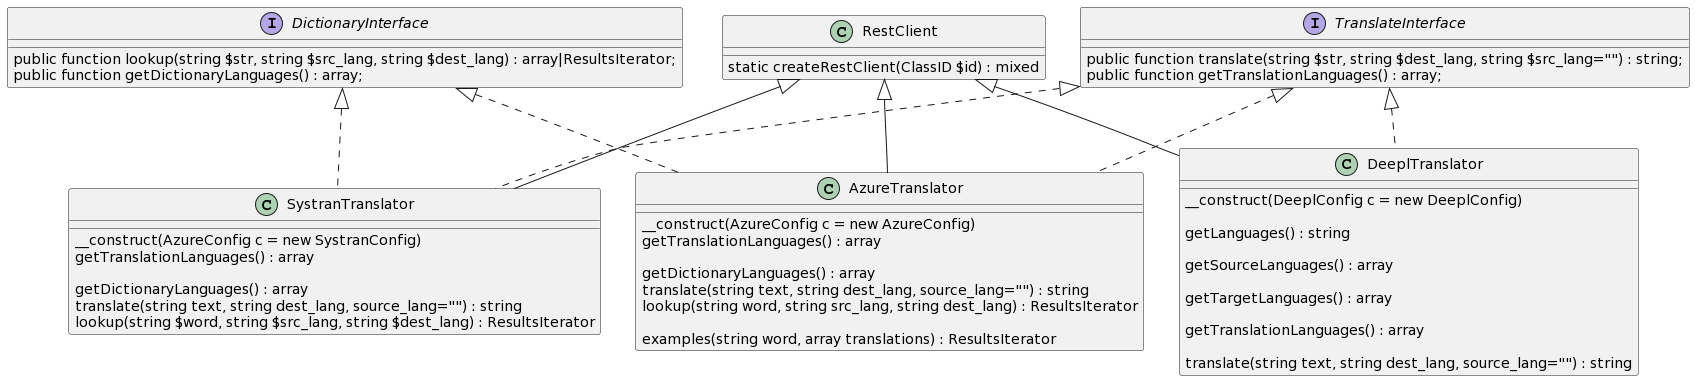 I DictionaryInterface
public function lookup(string $str, string $src_lang, string $dest_lang) : array|ResultsIterator;
public function getDictionaryLanguages() : array;
C RestClient
static createRestClient(ClassID $id) : mixed
I TranslateInterface
public function translate(string $str, string $dest_lang, string $src_lang="") : string;
public function getTranslationLanguages() : array;
C SystranTranslator
__construct(AzureConfig c = new SystranConfig)
getTranslationLanguages() : array
getDictionaryLanguages() : array
translate(string text, string dest_lang, source_lang="") : string
lookup(string $word, string $src_lang, string $dest_lang) : ResultsIterator
C AzureTranslator
__construct(AzureConfig c = new AzureConfig)
getTranslationLanguages() : array
getDictionaryLanguages() : array
translate(string text, string dest_lang, source_lang="") : string
lookup(string word, string src_lang, string dest_lang) : ResultsIterator
examples(string word, array translations) : ResultsIterator
C DeeplTranslator
__construct(DeeplConfig c = new DeeplConfig)
getLanguages() : string
getSourceLanguages() : array
getTargetLanguages() : array
getTranslationLanguages() : array
translate(string text, string dest_lang, source_lang="") : string